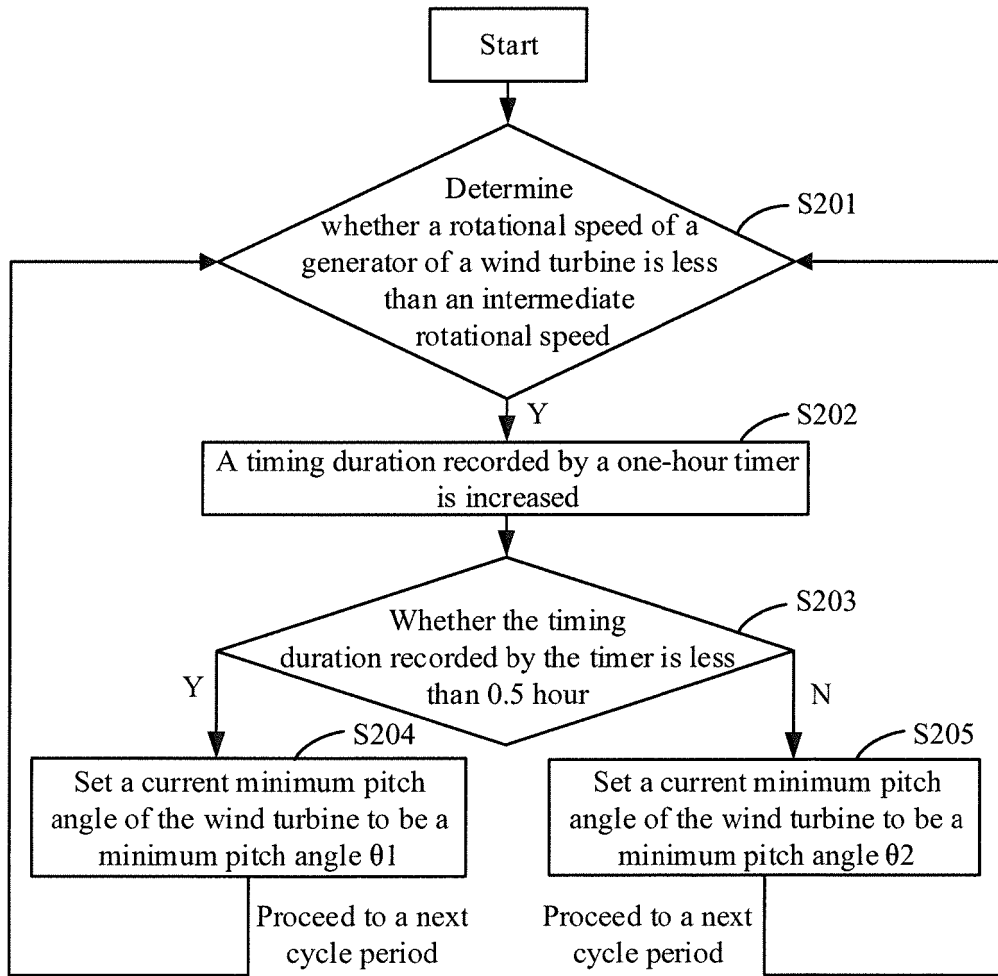 Start
Determine
whether a rotational speed of a
generator of a wind turbine is less
than an intermediate
rotational speed
S201
Y
S202
A timing duration recorded by a one-hour timer
is increased
S203
Whether the timing
duration recorded by the timer is less
than 0.5 hour
Y
N
S204
Set a current minimum pitch
angle of the wind turbine to be a
minimum pitch angle θ1
S205
Set a current minimum pitch
angle of the wind turbine to be a
minimum pitch angle θ2
Proceed to a next
cycle period
Proceed to a next
cycle period